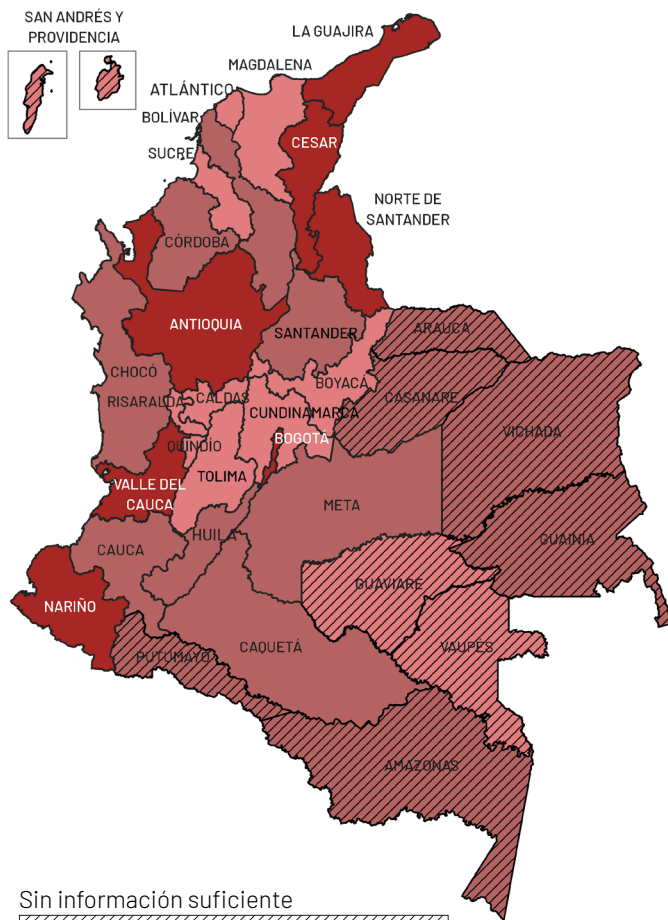 SAN ANDRÉS Y
PROVIDENCIA
LA GUAJIRA
MAGDALENA
ATLÁNTICO
BOLÍVAR
CESAR
SUCRE
NORTE DE
SANTANDER
CÓRDOBA
ANTIOQUIA
SANTANDER
ARAUCA
CHOCÓ
BOYACÁ
RISARALDA
CALDAS
CASANARE
CUNDINAMARCA
VICHADA
BOGOTÁ
QUINDÍO
TOLIMA
VALLE DEL
CAUCA
META
HUILA
GUAINÍA
CAUCA
GUAVIARE
NARIÑO
CAQUETÁ
VAUPÉS
PUTUMAYO
AMAZONAS
Sin información suficiente